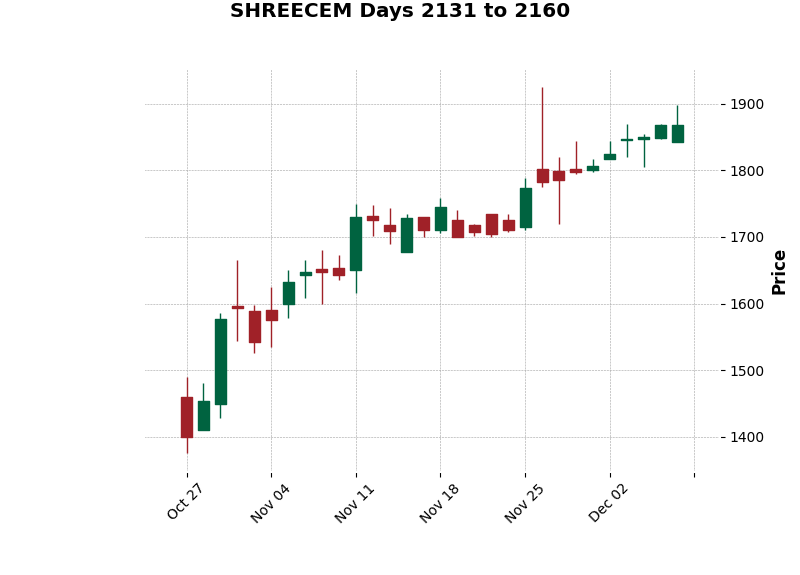 SHREECEM Days 2131 to 2160
1900
1800
1700
1600
1500
1400
Price
Oct 27
Nov 04
Nov 11
Nov 18
Nov 25
Dec 02